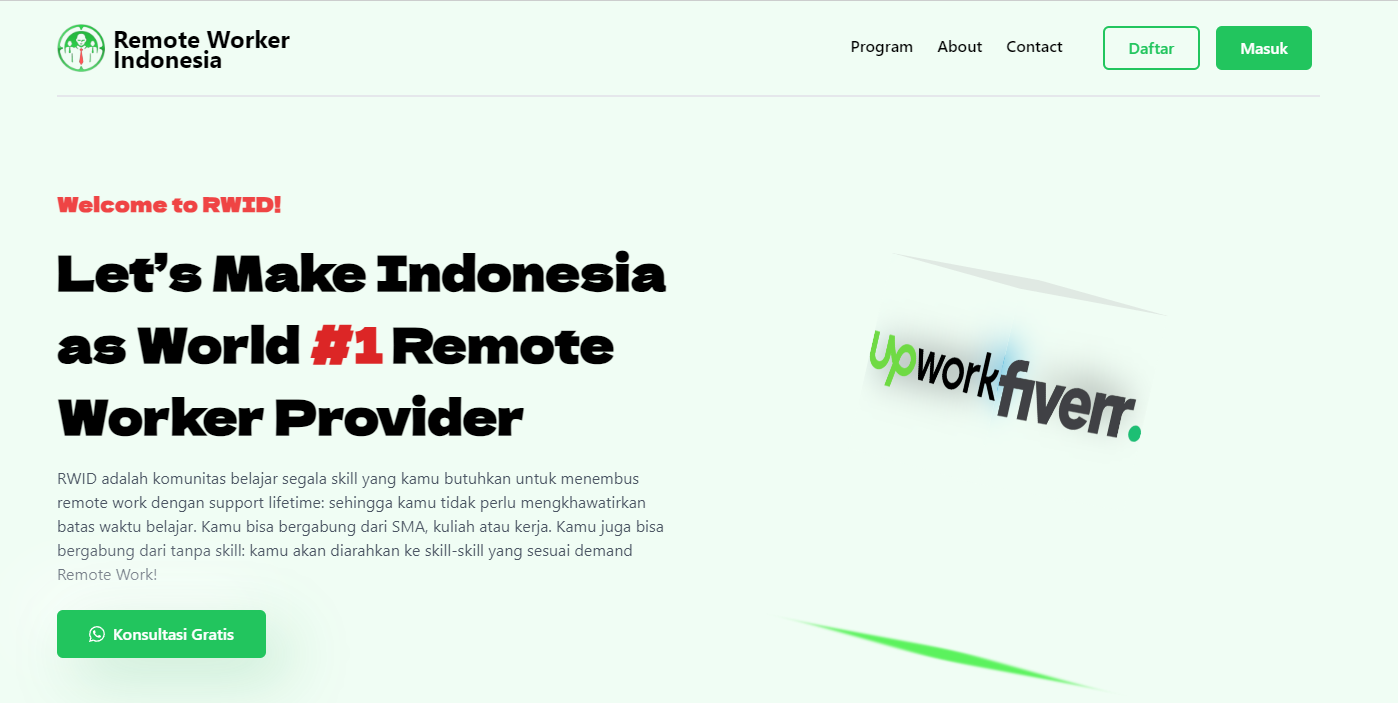 Remote Worker
Indonesia
Program
About
Contact
Daftar
Masuk
Welcome to RWID!
Let's Make Indonesia
as World #1 Remote
Worker Provider
upwork
fiverr.
RWID adalah komunitas belajar segala skill yang kamu butuhkan untuk menembus
remote work dengan support lifetime: sehingga kamu tidak perlu mengkhawatirkan
batas waktu belajar. Kamu bisa bergabung dari SMA, kuliah atau kerja. Kamu juga bisa
bergabung dari tanpa skill: kamu akan diarahkan ke skill-skill yang sesuai demand
Remote Work!
Konsultasi Gratis